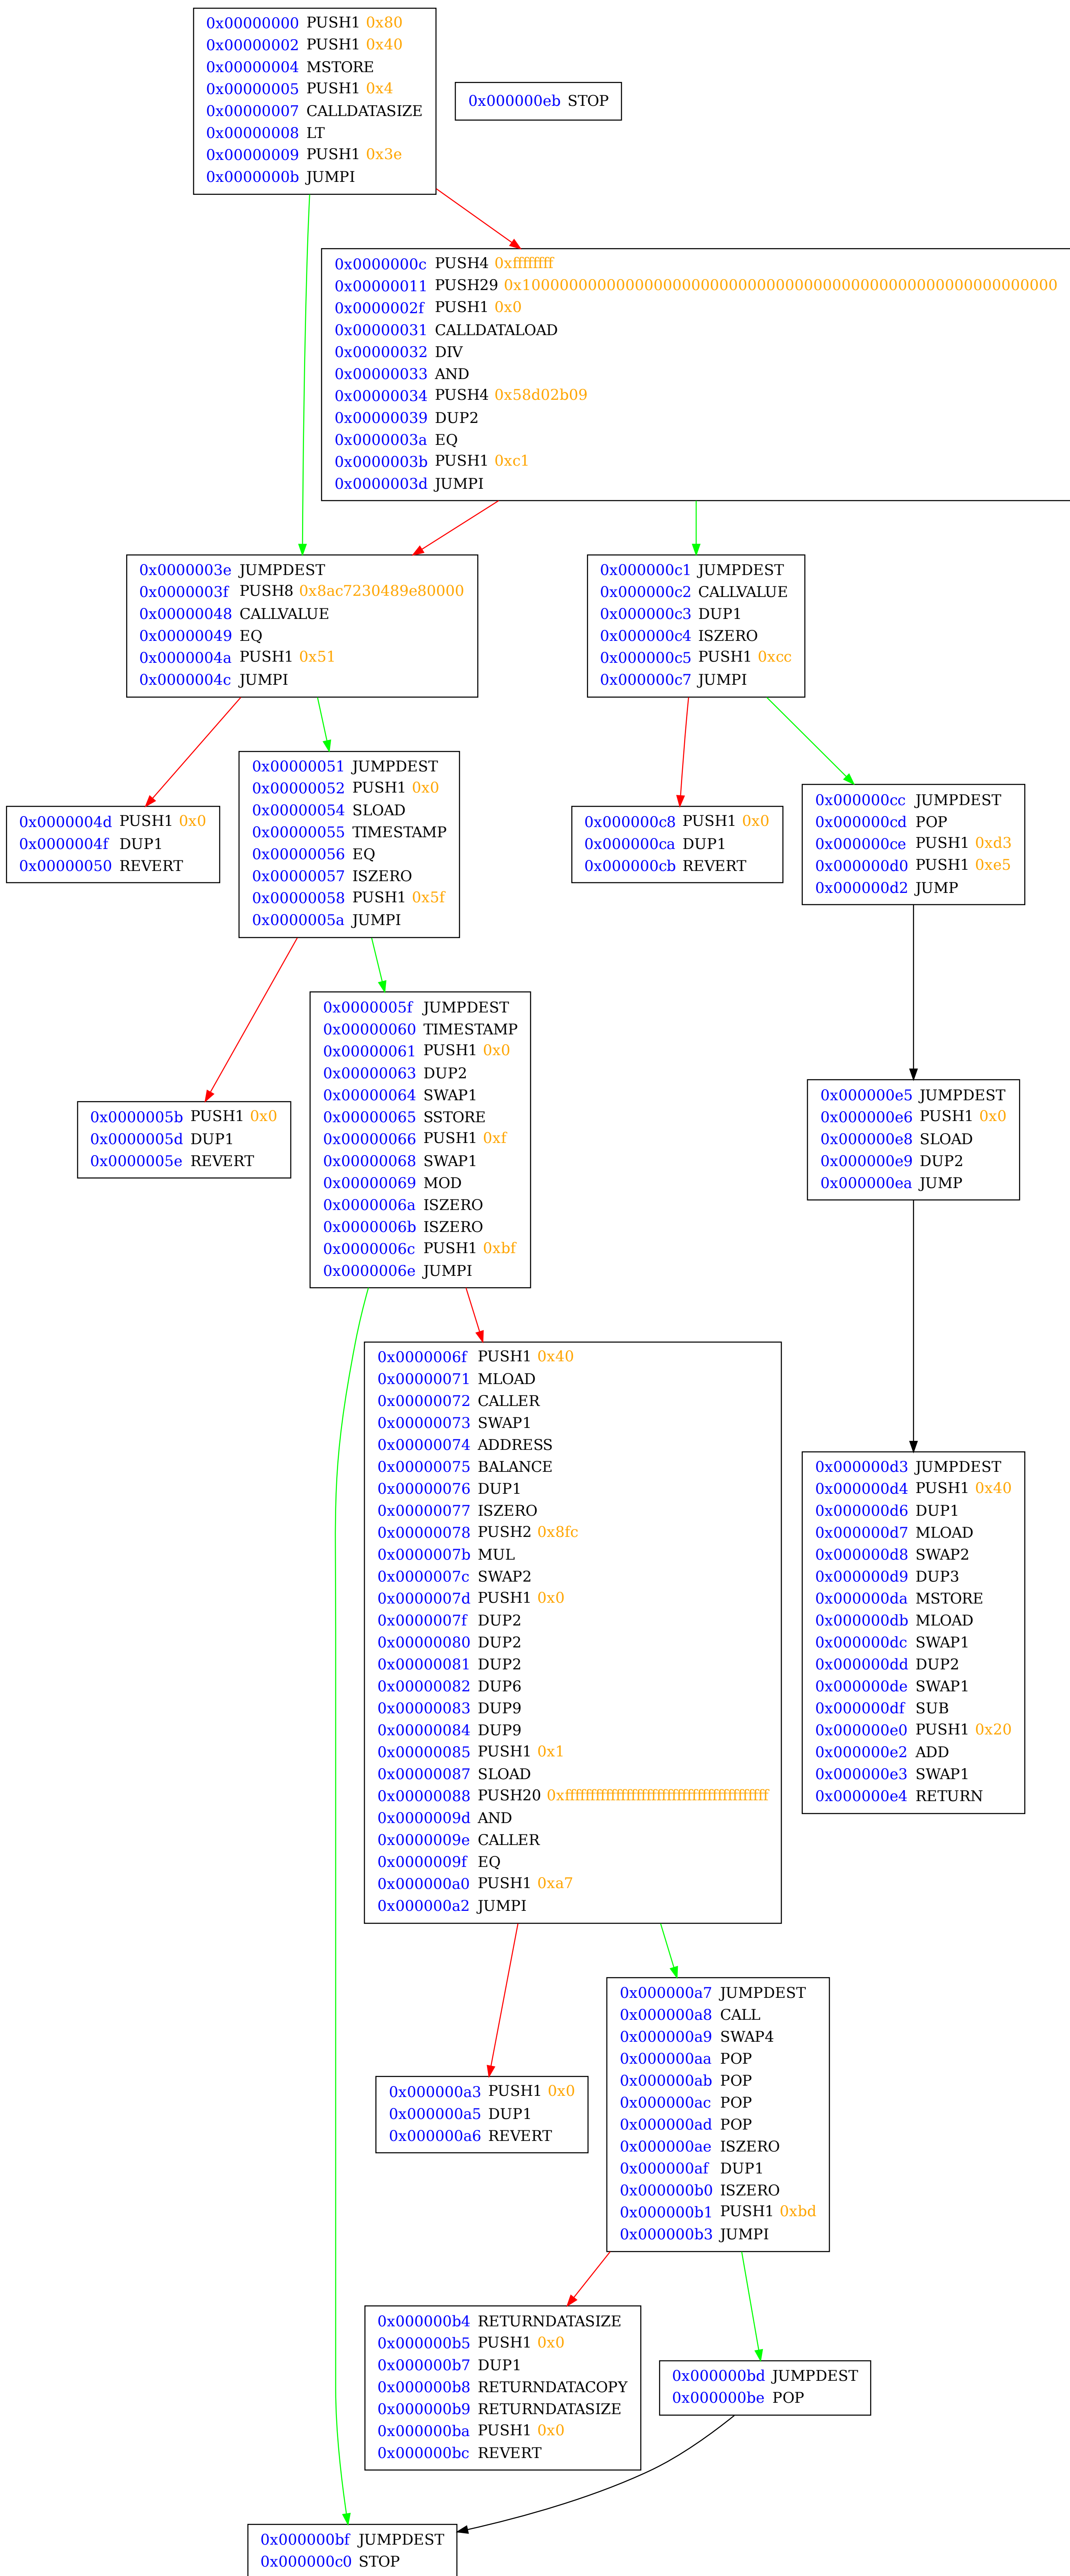 0x00000000 PUSH1 0x80
0x00000002 PUSH1 0x40
0x00000004 MSTORE
0x00000005 PUSH1 0x4
0x00000007 CALLDATASIZE
0x00000008 LT
0x00000009 PUSH1 0x3e
0x0000000b JUMPI
0x000000eb STOP
0x0000000c PUSH4 0xffffffff
0x00000011 PUSH29 0x100000000000000000000000000000000000000000000000000000000
0x0000002f PUSH1 0x0
0x00000031 CALLDATALOAD
0x00000032 DIV
0x00000033 AND
0x00000034 PUSH4 0x58d02b09
0x00000039 DUP2
0x0000003a EQ
0x0000003b PUSH1 0xc1
0x0000003d JUMPI
0x0000003e JUMPDEST
0x0000003f PUSH8 0x8ac7230489e80000
0x00000048 CALLVALUE
0x00000049 EQ
0x0000004a PUSH1 0x51
0x0000004c JUMPI
0x000000c1 JUMPDEST
0x000000c2 CALLVALUE
0x000000c3 DUP1
0x000000c4 ISZERO
0x000000c5 PUSH1 0xcc
0x000000c7 JUMPI
0x0000004d PUSH1 0x0
0x0000004f DUP1
0x00000050 REVERT
0x00000051 JUMPDEST
0x00000052 PUSH1 0x0
0x00000054 SLOAD
0x00000055 TIMESTAMP
0x00000056 EQ
0x00000057 ISZERO
0x00000058 PUSH1 0x5f
0x0000005a JUMPI
0x000000c8 PUSH1 0x0
0x000000ca DUP1
0x000000cb REVERT
0x000000cc JUMPDEST
0x000000cd POP
0x000000ce PUSH1 0xd3
0x000000d0 PUSH1 0xe5
0x000000d2 JUMP
0x0000005b PUSH1 0x0
0x0000005d DUP1
0x0000005e REVERT
0x0000005f JUMPDEST
0x00000060 TIMESTAMP
0x00000061 PUSH1 0x0
0x00000063 DUP2
0x00000064 SWAP1
0x00000065 SSTORE
0x00000066 PUSH1 0xf
0x00000068 SWAP1
0x00000069 MOD
0x0000006a ISZERO
0x0000006b ISZERO
0x0000006c PUSH1 0xbf
0x0000006e JUMPI
0x000000e5 JUMPDEST
0x000000e6 PUSH1 0x0
0x000000e8 SLOAD
0x000000e9 DUP2
0x000000ea JUMP
0x0000006f PUSH1 0x40
0x00000071 MLOAD
0x00000072 CALLER
0x00000073 SWAP1
0x00000074 ADDRESS
0x00000075 BALANCE
0x00000076 DUP1
0x00000077 ISZERO
0x00000078 PUSH2 0x8fc
0x0000007b MUL
0x0000007c SWAP2
0x0000007d PUSH1 0x0
0x0000007f DUP2
0x00000080 DUP2
0x00000081 DUP2
0x00000082 DUP6
0x00000083 DUP9
0x00000084 DUP9
0x00000085 PUSH1 0x1
0x00000087 SLOAD
0x00000088 PUSH20 0xffffffffffffffffffffffffffffffffffffffff
0x0000009d AND
0x0000009e CALLER
0x0000009f EQ
0x000000a0 PUSH1 0xa7
0x000000a2 JUMPI
0x000000d3 JUMPDEST
0x000000d4 PUSH1 0x40
0x000000d6 DUP1
0x000000d7 MLOAD
0x000000d8 SWAP2
0x000000d9 DUP3
0x000000da MSTORE
0x000000db MLOAD
0x000000dc SWAP1
0x000000dd DUP2
0x000000de SWAP1
0x000000df SUB
0x000000e0 PUSH1 0x20
0x000000e2 ADD
0x000000e3 SWAP1
0x000000e4 RETURN
0x000000a3 PUSH1 0x0
0x000000a5 DUP1
0x000000a6 REVERT
0x000000a7 JUMPDEST
0x000000a8 CALL
0x000000a9 SWAP4
0x000000aa POP
0x000000ab POP
0x000000ac POP
0x000000ad POP
0x000000ae ISZERO
0x000000af DUP1
0x000000b0 ISZERO
0x000000b1 PUSH1 0xbd
0x000000b3 JUMPI
0x000000b4 RETURNDATASIZE
0x000000b5 PUSH1 0x0
0x000000b7 DUP1
0x000000b8 RETURNDATACOPY
0x000000b9 RETURNDATASIZE
0x000000ba PUSH1 0x0
0x000000bc REVERT
0x000000bd JUMPDEST
0x000000be POP
0x000000bf JUMPDEST
0x000000c0 STOP